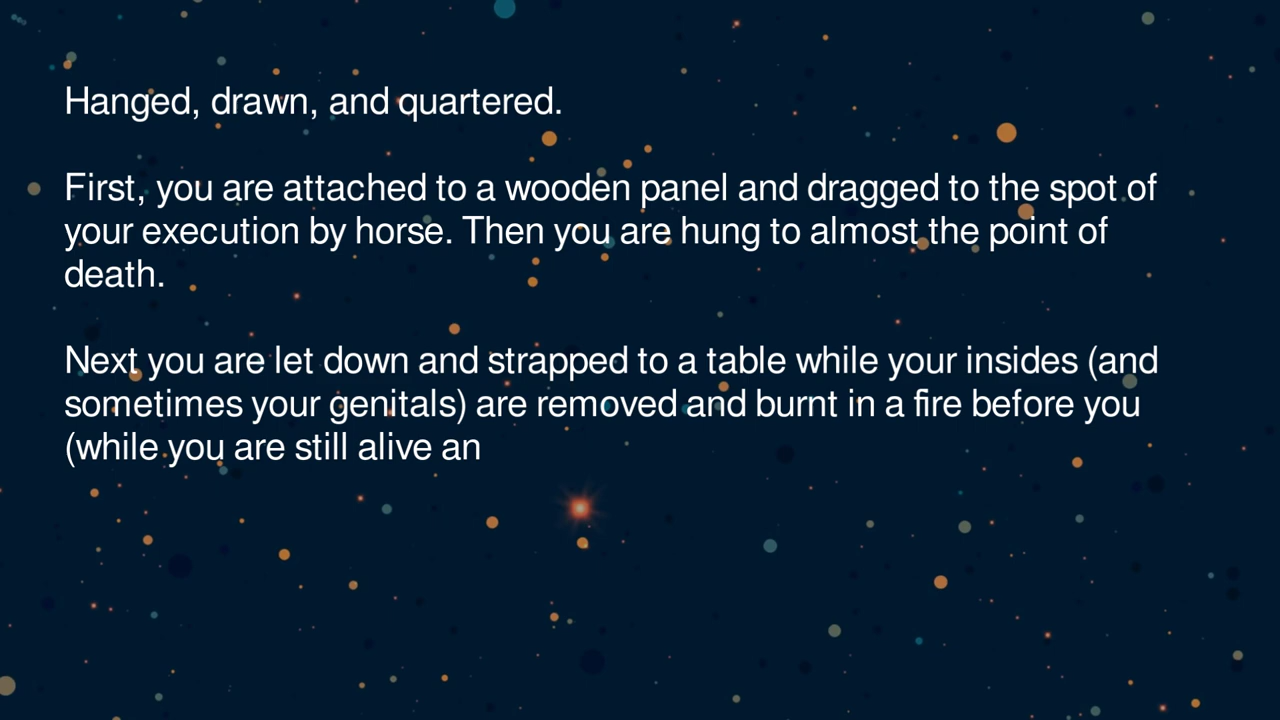 Hanged, drawn, and quartered.
First, you are attached to a wooden panel and dragged to the spot of
your execution by horse. Then you are hung to almost the point of
death.
Next you are let down and strapped to a table while your insides (and
sometimes your genitals) are removed and burnt in a fire before you
(while you are still alive an